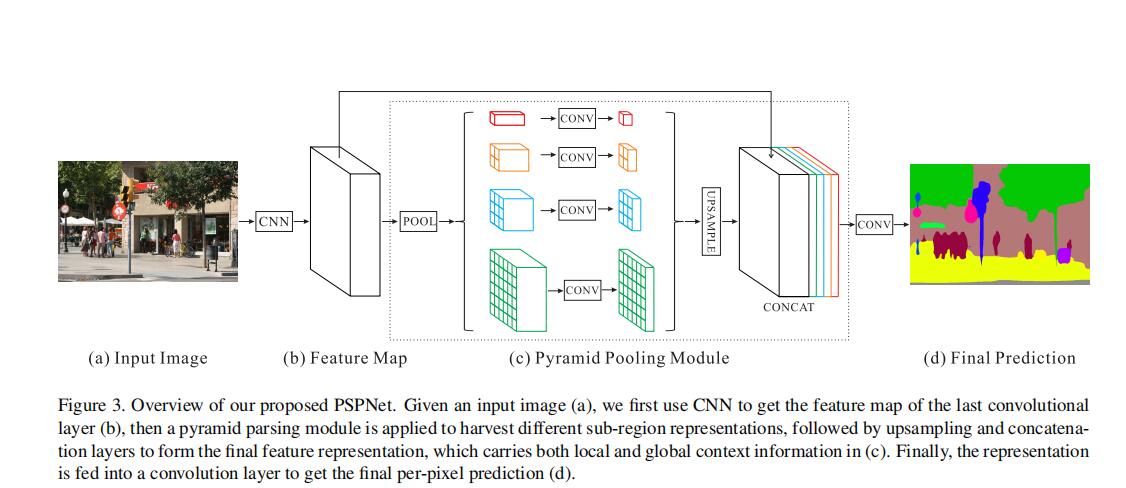 CNN
POOL
CONV
CONV
CONV
CONV
UPSAMPLE
CONCAT
CONV
(a) Input Image
(b) Feature Map
(c) Pyramid Pooling Module
(d) Final Prediction
Figure 3. Overview of our proposed PSPNet. Given an input image (a), we first use CNN to get the feature map of the last convolutional
layer (b), then a pyramid parsing module is applied to harvest different sub-region representations, followed by upsampling and concatena-
tion layers to form the final feature representation, which carries both local and global context information in (c). Finally, the representation
is fed into a convolution layer to get the final per-pixel prediction (d).